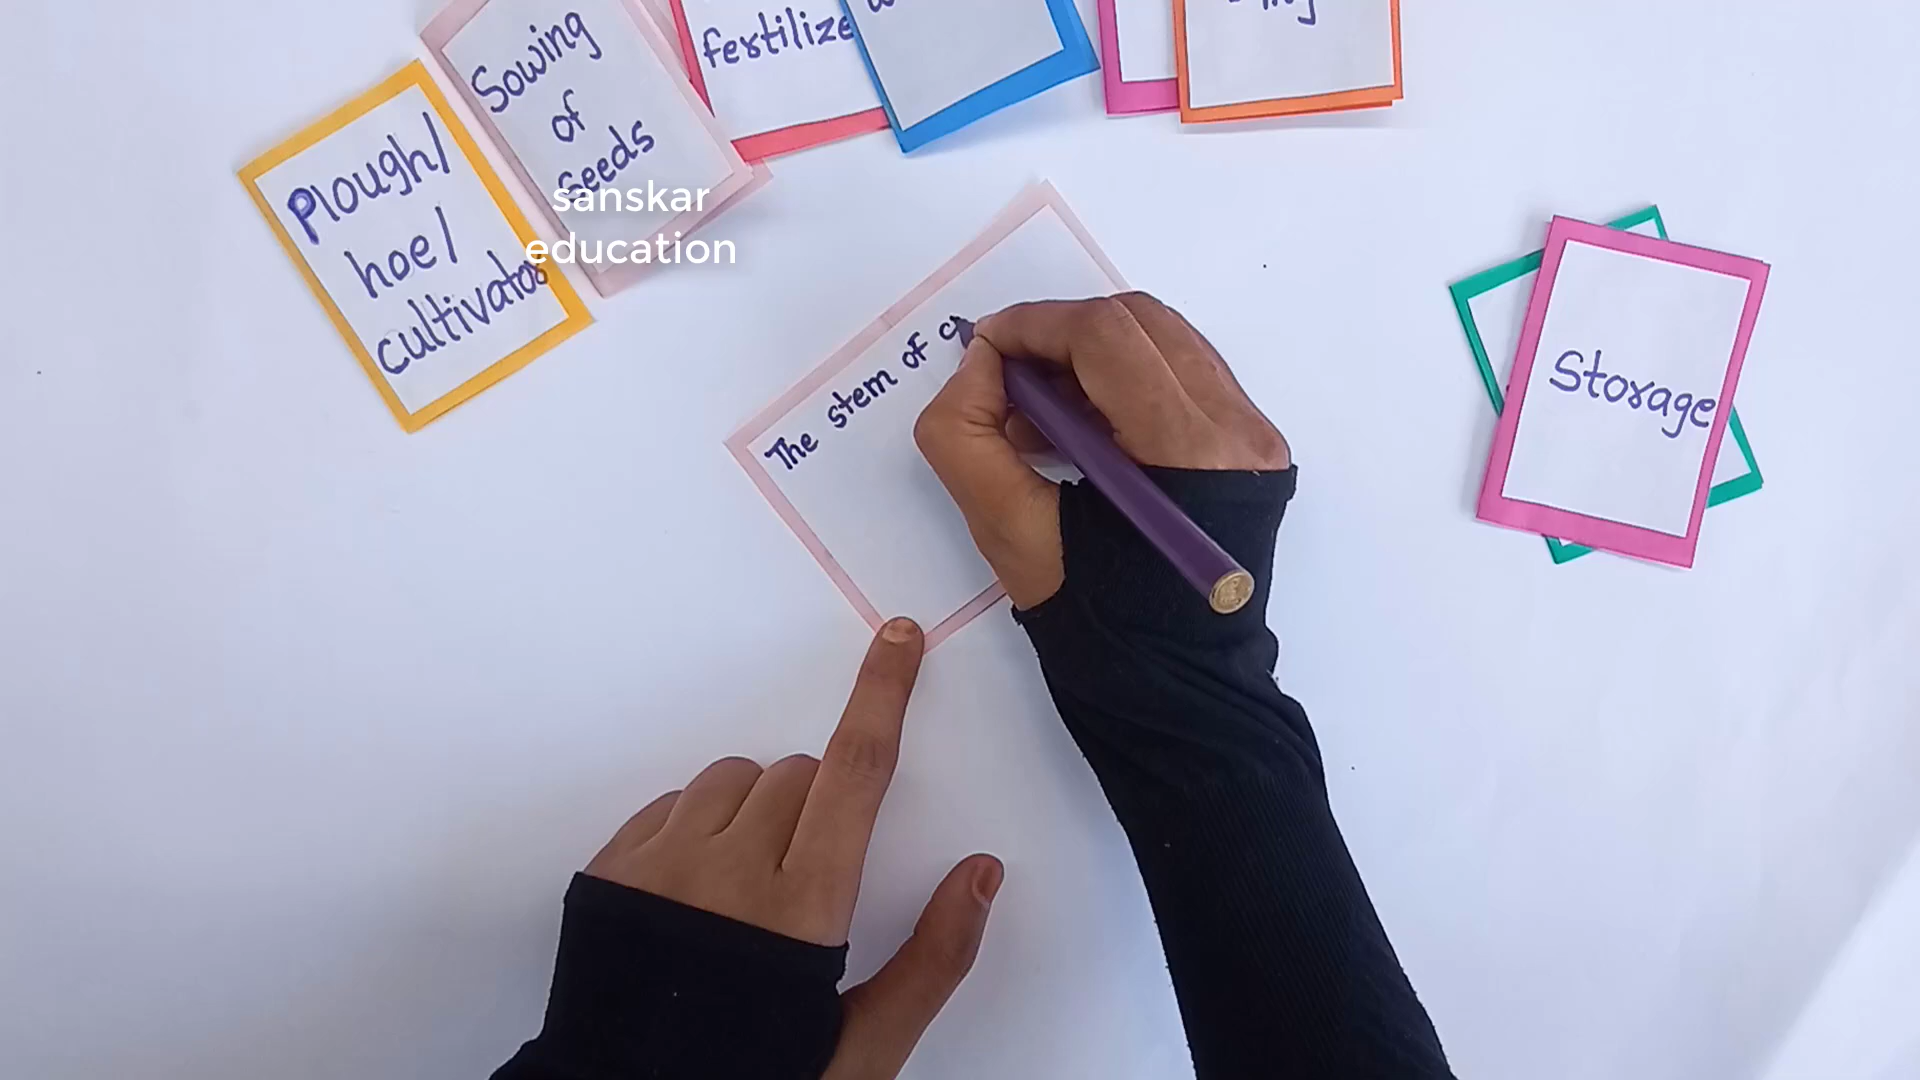 Plough/
hoe/
cultivator
Sowing
of
seeds
fertilize
sanskar
education
The stem of
Storage